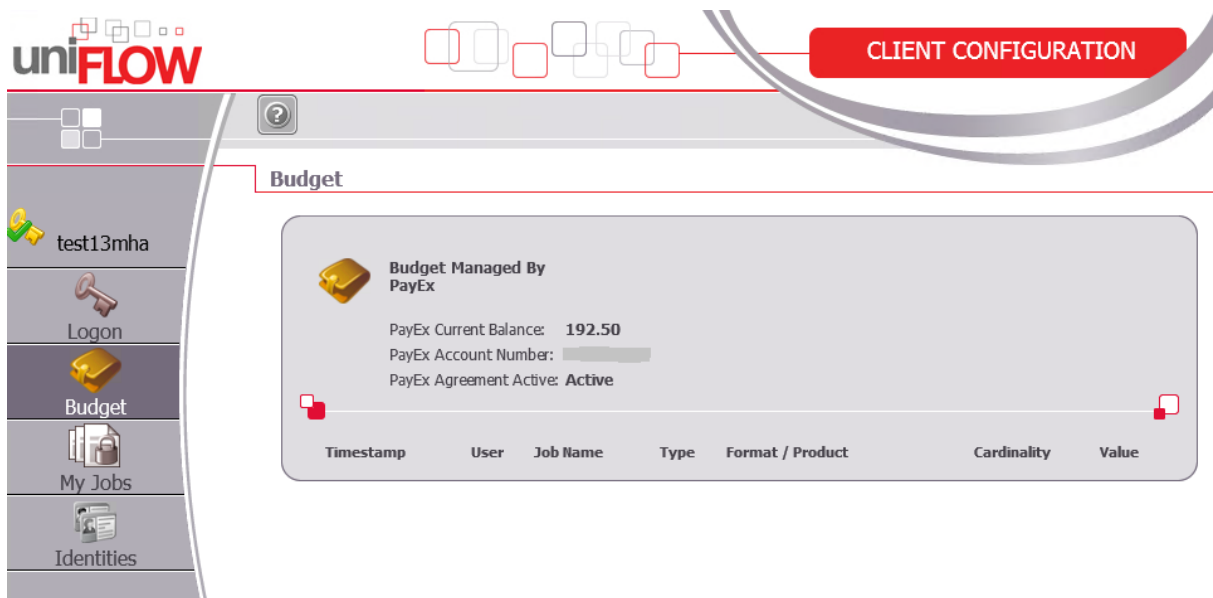 uniFLOW
CLIENT CONFIGURATION
?
Budget
test13mha
Logon
Budget
My Jobs
Identities
Budget Managed By
PayEx
PayEx Current Balance: 192.50
PayEx Account Number:
PayEx Agreement Active: Active
Timestamp User Job Name Type Format / Product Cardinality Value